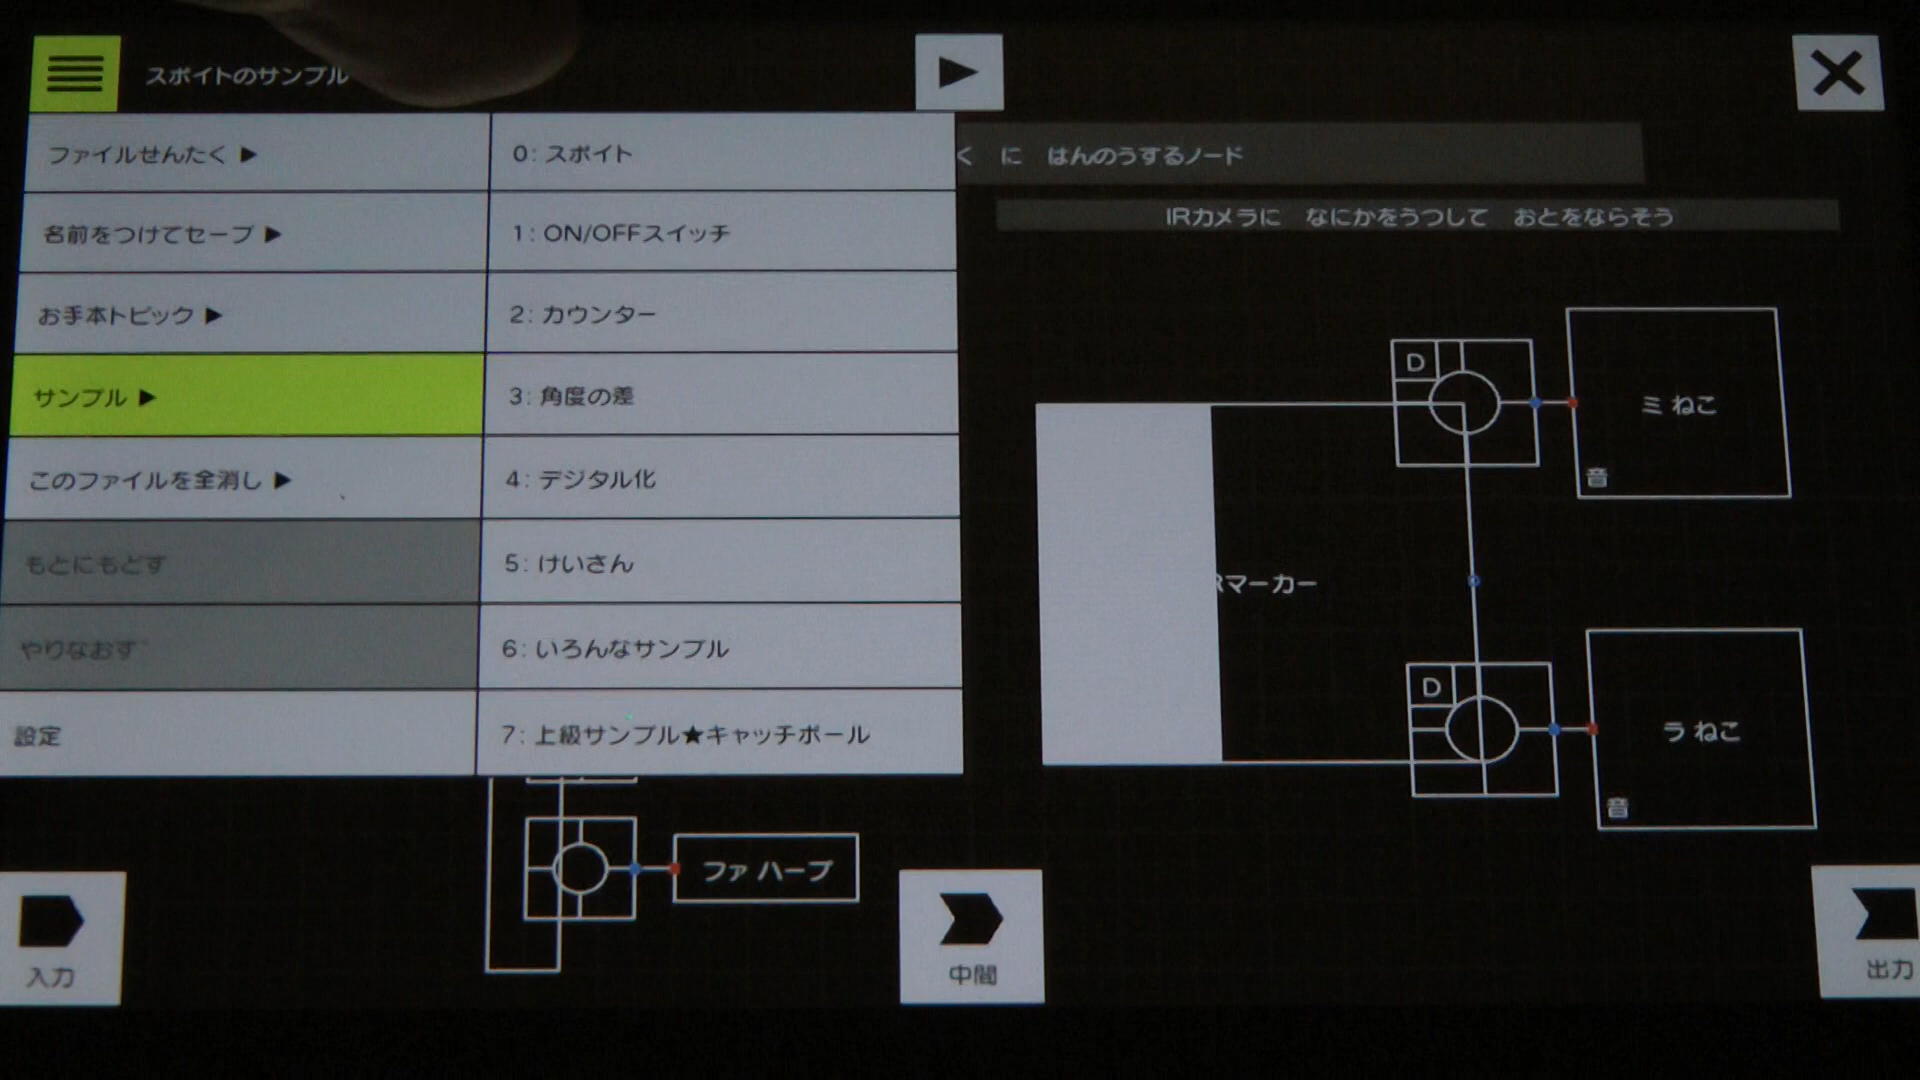 スポイトのサンプル
ファイルせんたく ▶
名前をつけてセーブ ▶
お手本トピック ▶
サンプル ▶
このファイルを全消し ▶
もとにもどす
やりなおす
設定
0: スポイト
1: ON/OFFスイッチ
2: カウンター
3: 角度の差
4: デジタル化
5: けいさん
6: いろんなサンプル
7: 上級サンプル★キャッチボール
く に はんのうするノード
IRカメラに なにかをうつして おとをならそう
D
ミ ねこ
音
Rマーカー
D
ラ ねこ
音
ファ ハープ
入力
中間
出力